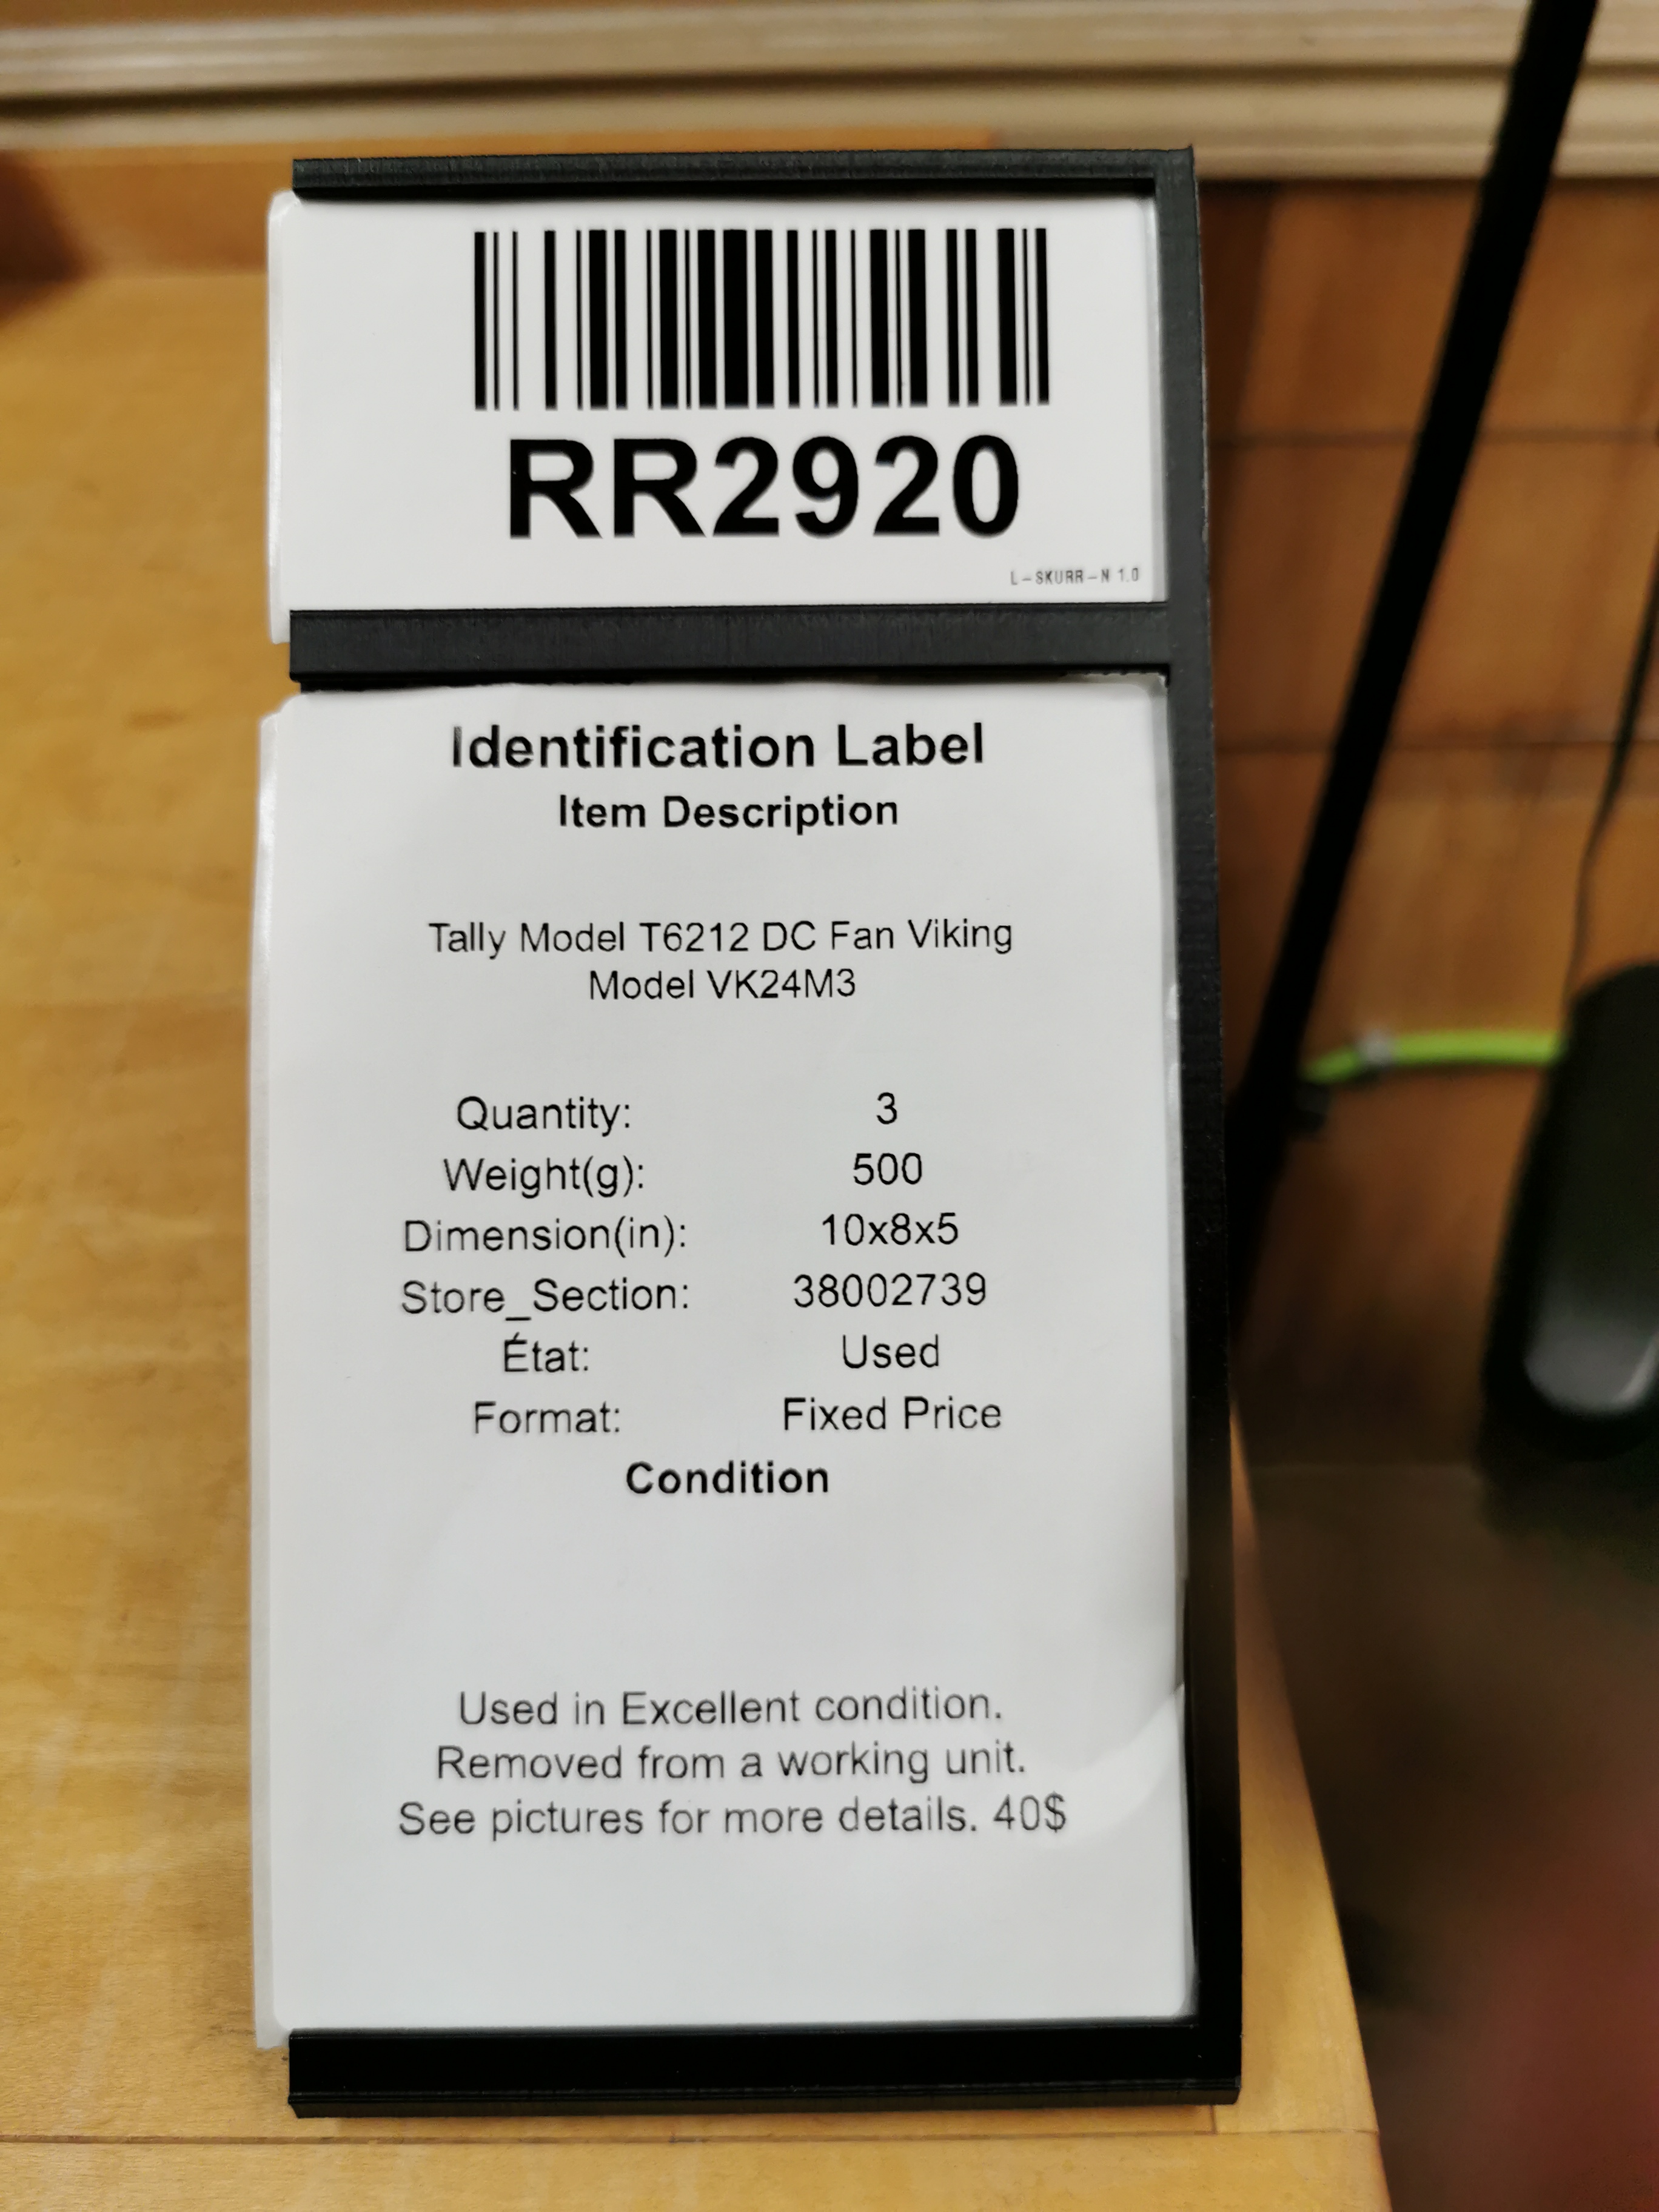 RR2920
L-SKURR-N 1.0
Identification Label
Item Description
Tally Model T6212 DC Fan Viking
Model VK24M3
Quantity: 3
Weight(g): 500
Dimension(in): 10x8x5
Store_Section: 38002739
État: Used
Format: Fixed Price
Condition
Used in Excellent condition.
Removed from a working unit.
See pictures for more details. 40$